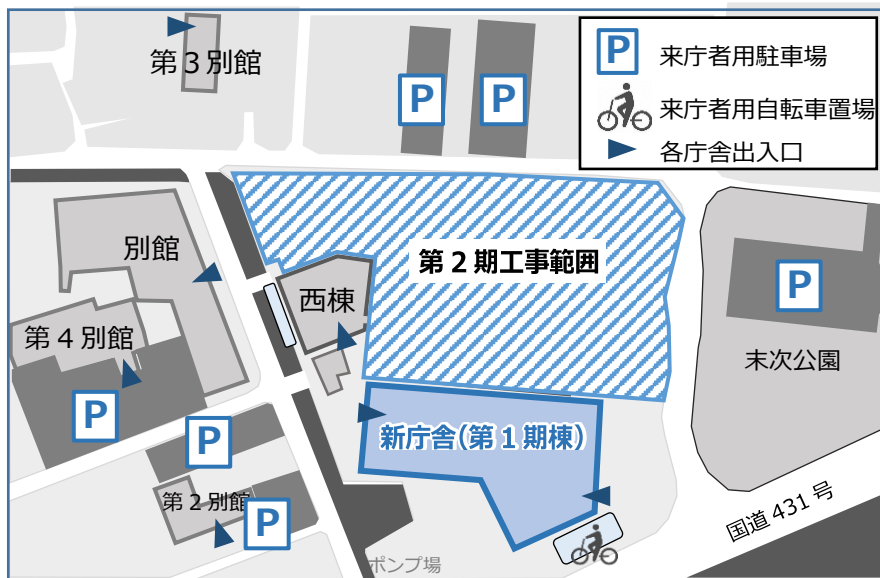 第３別館
P
P
P 来庁者用駐車場
来庁者用自転車置場
各庁舎出入口
別館
第２期工事範囲
西棟
P
第４別館
末次公園
P
P
新庁舎(第１期棟)
第２別館
P
国道 431 号
ポンプ場